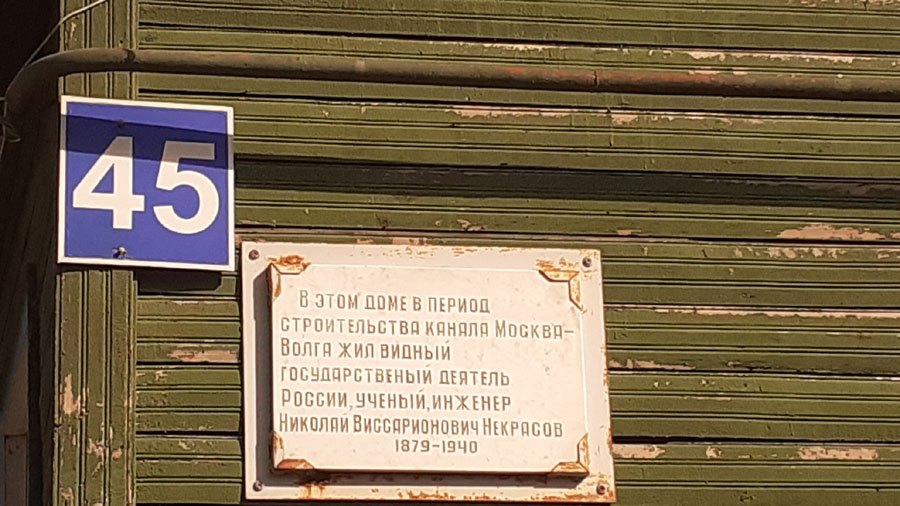 45
В ЭТОМ ДОМЕ В ПЕРИОД
СТРОИТЕЛЬСТВА КАНАЛА МОСКВА-
ВОЛГА ЖИЛ ВИДНЫЙ
ГОСУДАРСТВЕНЫЙ ДЕЯТЕЛЬ
РОССИИ, УЧЕНЫЙ, ИНЖЕНЕР
НИКОЛАЙ ВИССАРИОНОВИЧ НЕКРАСОВ
1879-1940